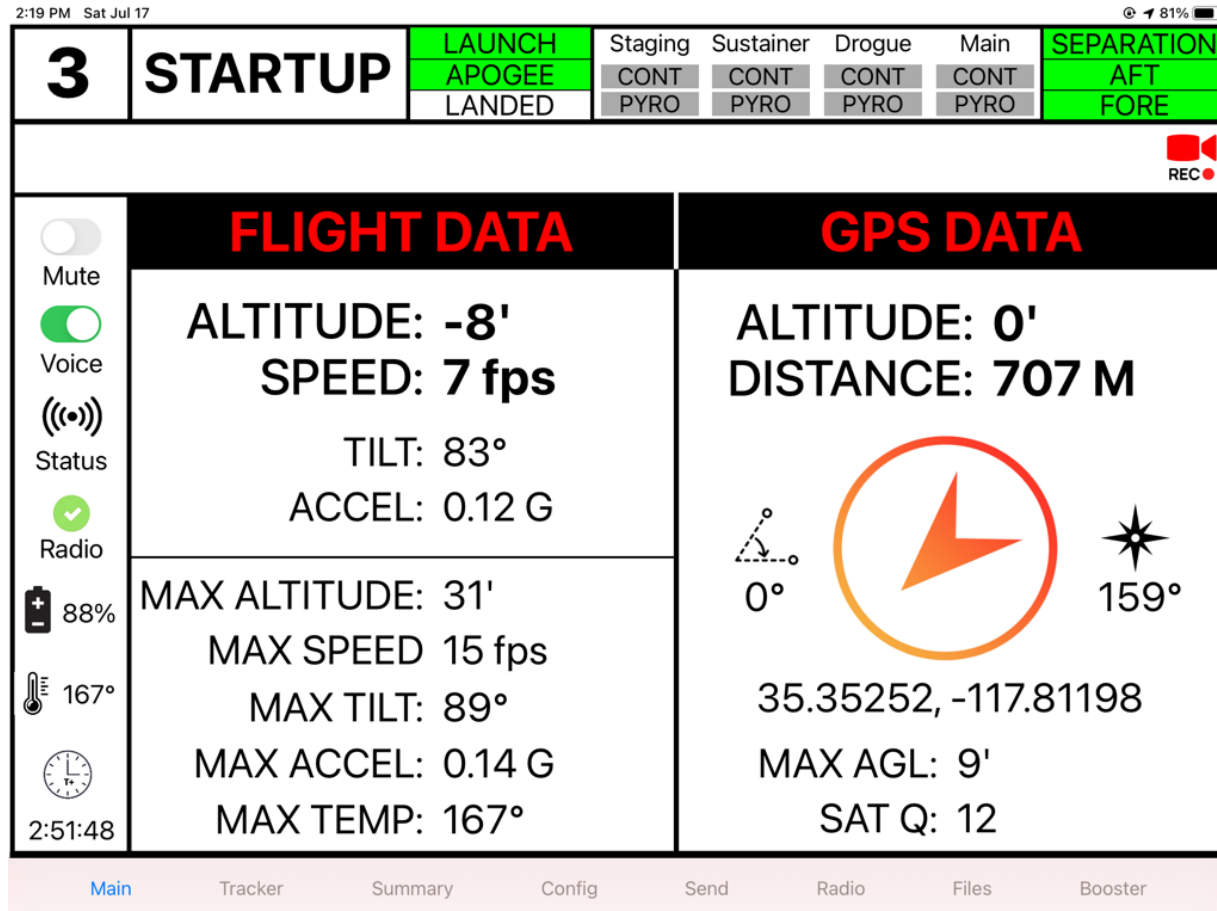 2:19 PM Sat Jul 17 81%
3 STARTUP
LAUNCH
APOGEE
LANDED
Staging Sustainer Drogue Main
CONT CONT CONT CONT
PYRO PYRO PYRO PYRO
SEPARATION
AFT
FORE
REC
Mute
Voice
Status
Radio
88%
167°
T+
2:51:48
FLIGHT DATA
ALTITUDE: -8'
SPEED: 7 fps
TILT: 83°
ACCEL: 0.12 G
MAX ALTITUDE: 31'
MAX SPEED 15 fps
MAX TILT: 89°
MAX ACCEL: 0.14 G
MAX TEMP: 167°
GPS DATA
ALTITUDE: 0'
DISTANCE: 707 M
0° 159°
35.35252, -117.81198
MAX AGL: 9'
SAT Q: 12
Main Tracker Summary Config Send Radio Files Booster